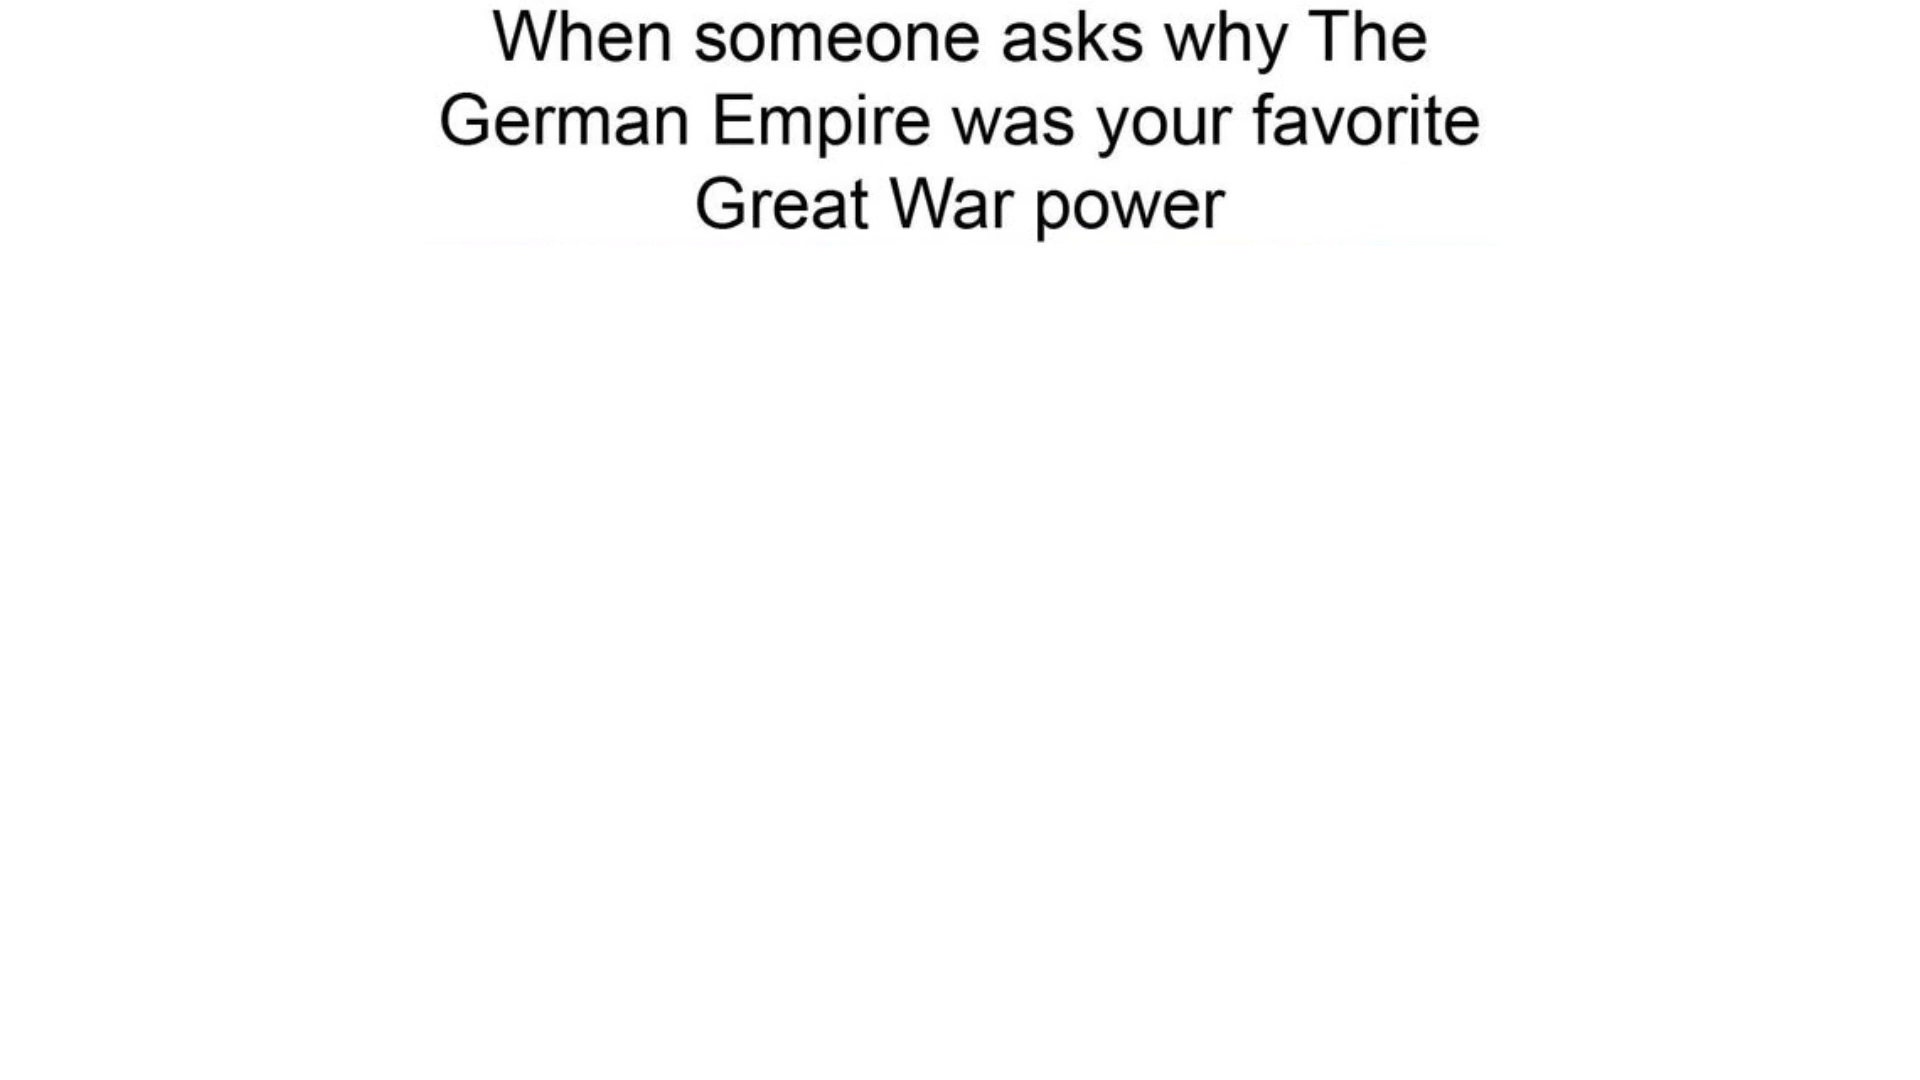 When someone asks why The
German Empire was your favorite
Great War power